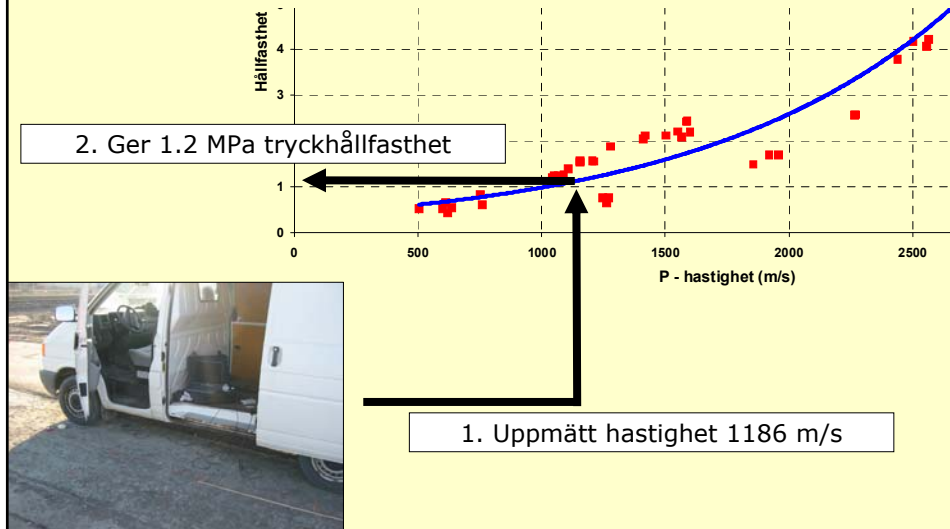 Hållfasthet
4
3
2. Ger 1.2 MPa tryckhållfasthet
1
0
0 500 1000 1500 2000 2500
P - hastighet (m/s)
1. Uppmätt hastighet 1186 m/s